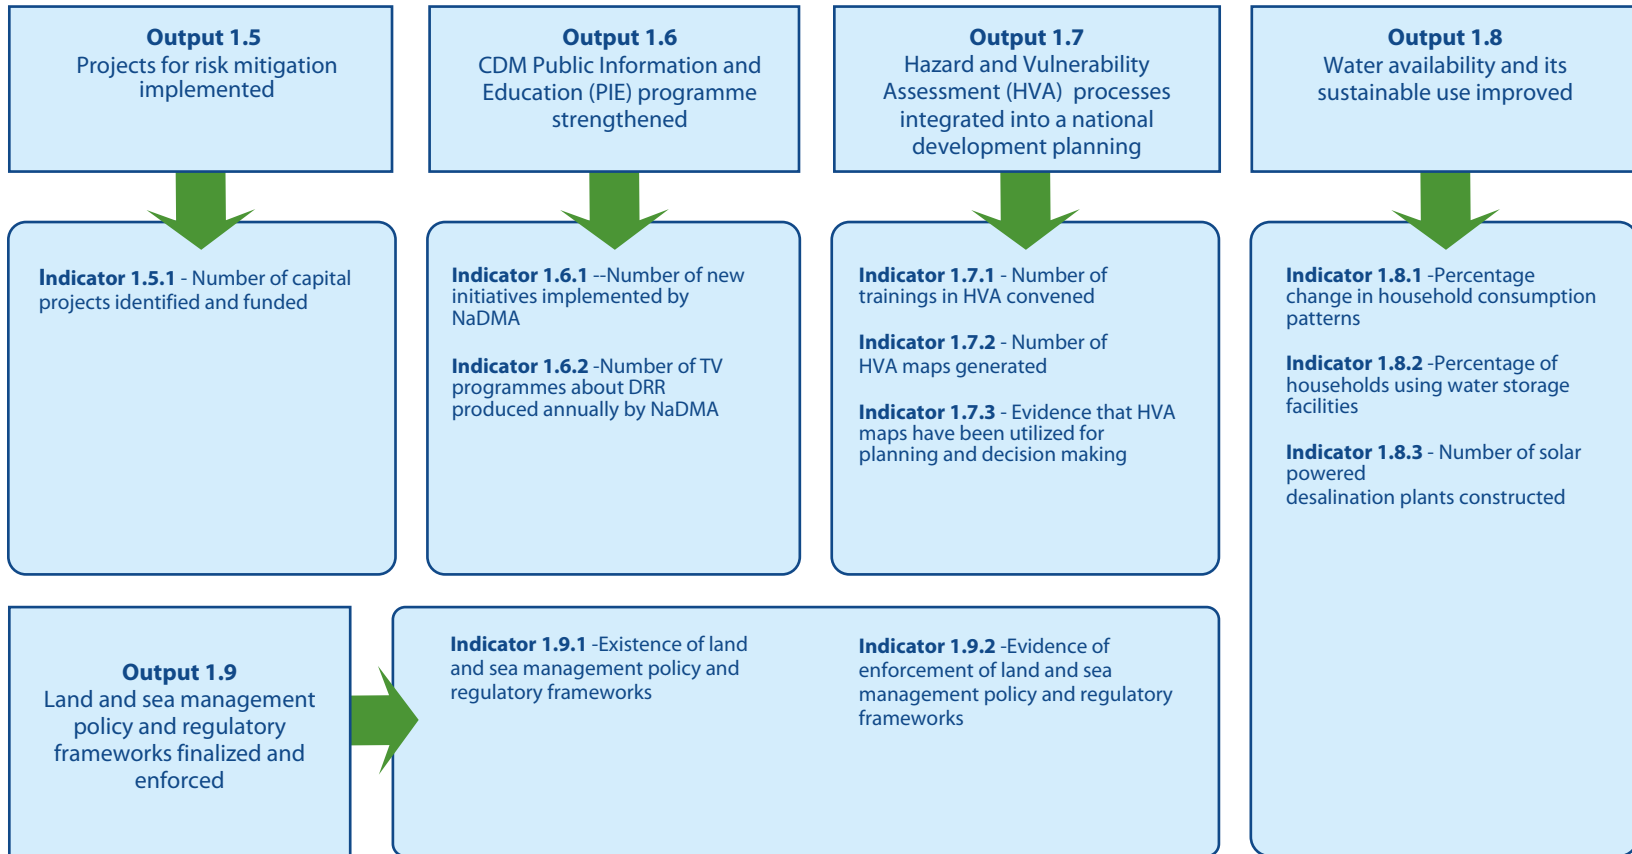 Output 1.5
Projects for risk mitigation
implemented
Output 1.6
CDM Public Information and
Education (PIE) programme
strengthened
Output 1.7
Hazard and Vulnerability
Assessment (HVA) processes
integrated into a national
development planning
Output 1.8
Water availability and its
sustainable use improved
Indicator 1.5.1 - Number of capital
projects identified and funded
Indicator 1.6.1 --Number of new
initiatives implemented by
NaDMA
Indicator 1.6.2 -Number of TV
programmes about DRR
produced annually by NaDMA
Indicator 1.7.1 - Number of
trainings in HVA convened
Indicator 1.7.2 - Number of
HVA maps generated
Indicator 1.7.3 - Evidence that HVA
maps have been utilized for
planning and decision making
Indicator 1.8.1 -Percentage
change in household consumption
patterns
Indicator 1.8.2 -Percentage of
households using water storage
facilities
Indicator 1.8.3 - Number of solar
powered
desalination plants constructed
Output 1.9
Land and sea management
policy and regulatory
frameworks finalized and
enforced
Indicator 1.9.1 -Existence of land
and sea management policy and
regulatory frameworks
Indicator 1.9.2 -Evidence of
enforcement of land and sea
management policy and regulatory
frameworks